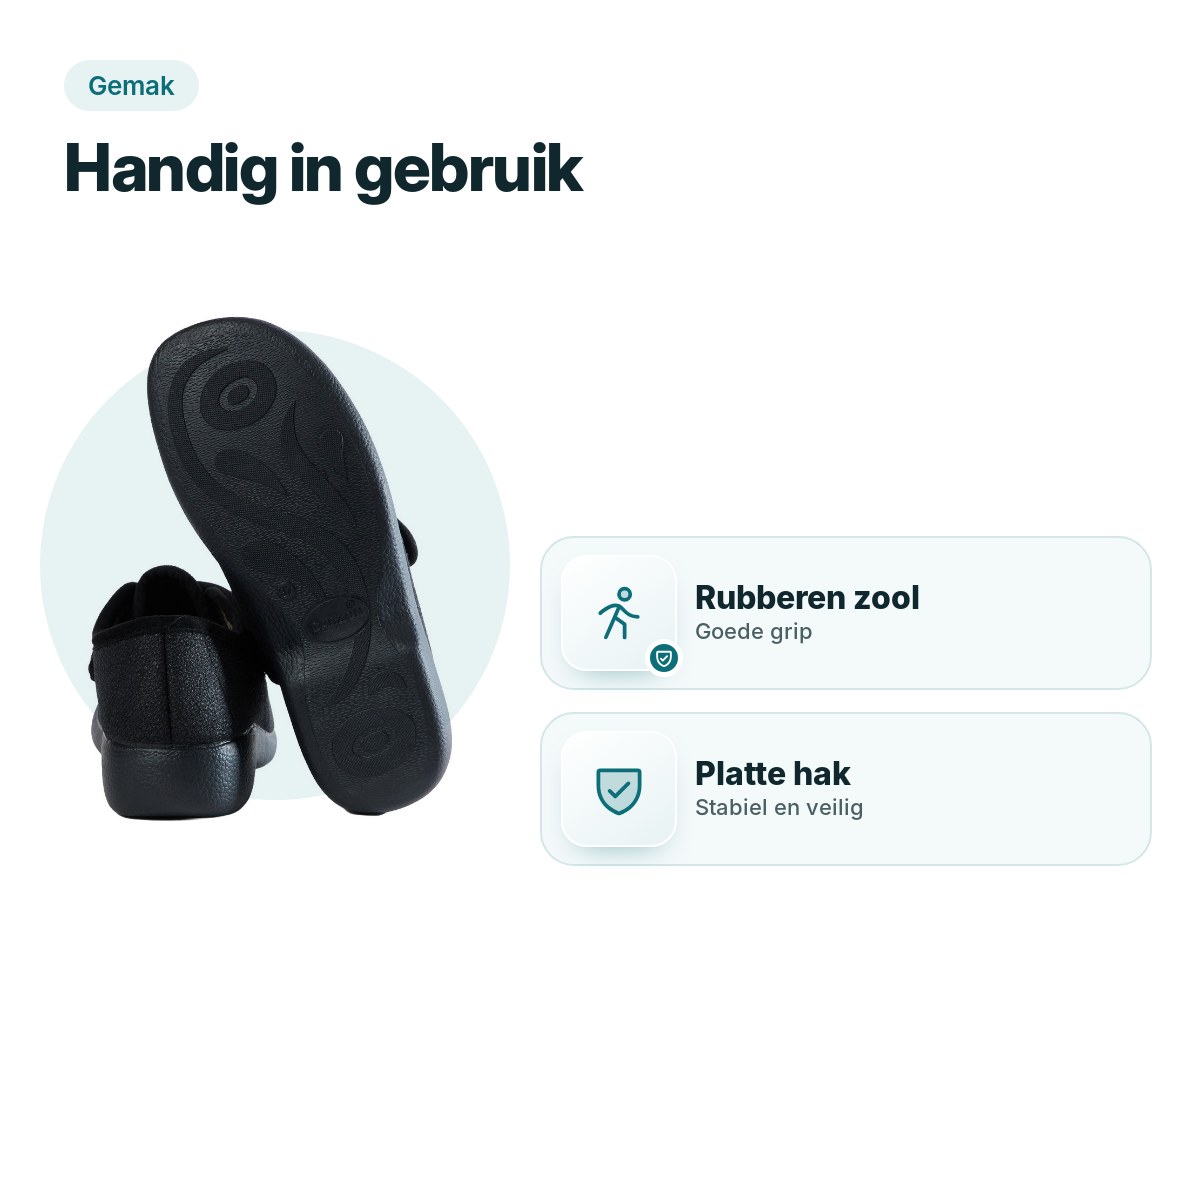 Gemak
Handig in gebruik
Rubberen zool
Goede grip
Platte hak
Stabiel en veilig